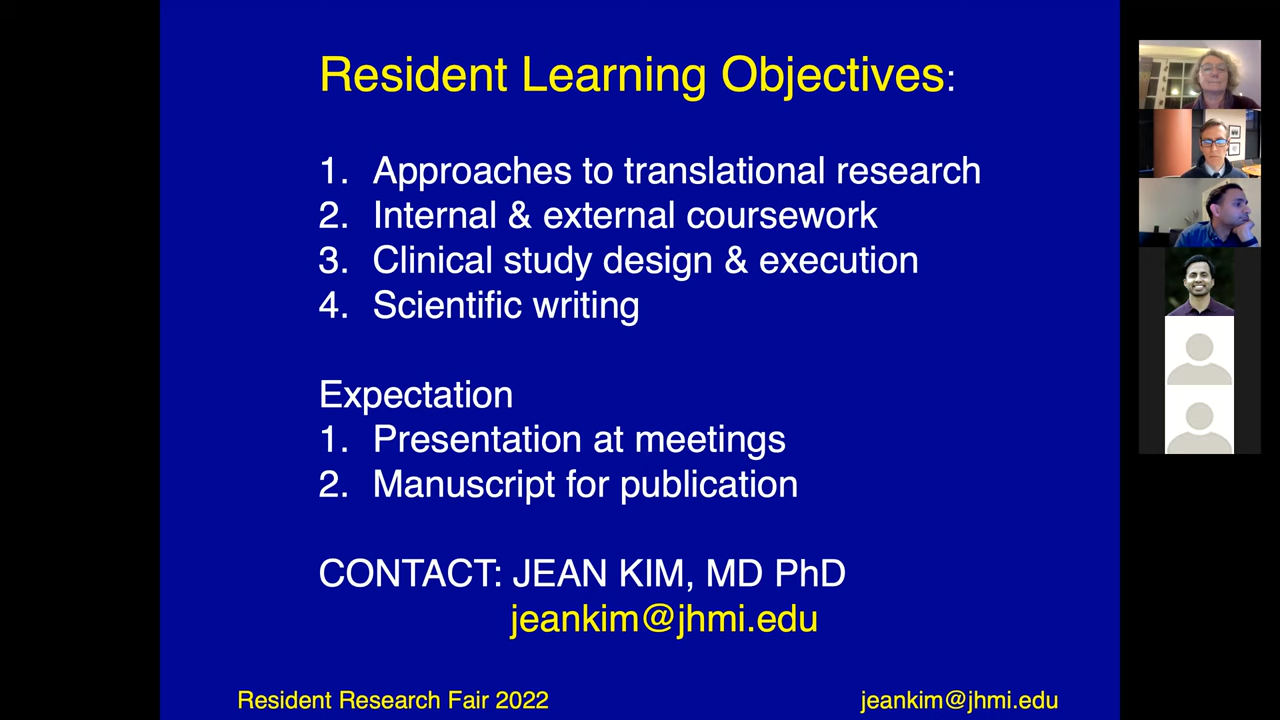 Resident Learning Objectives:
1. Approaches to translational research
2. Internal & external coursework
3. Clinical study design & execution
4. Scientific writing
Expectation
1. Presentation at meetings
2. Manuscript for publication
CONTACT: JEAN KIM, MD PhD
jeankim@jhmi.edu
Resident Research Fair 2022
jeankim@jhmi.edu